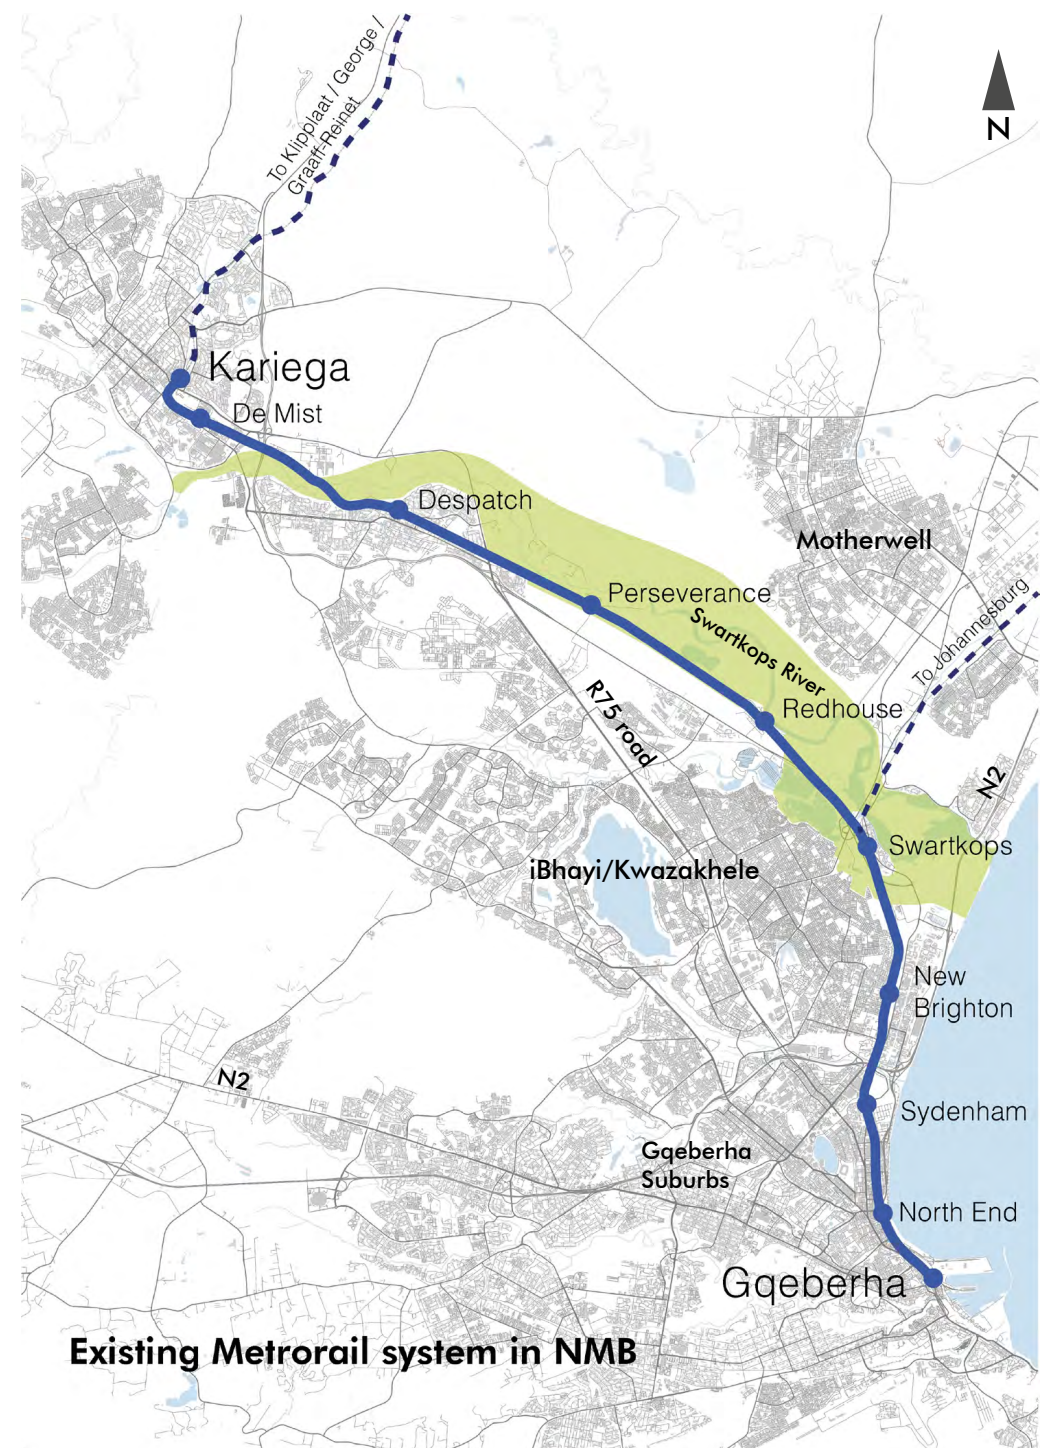 To Klipplaat / George /
Graaff-Reinet
N
Kariega
De Mist
Despatch
Motherwell
Perseverance
Swartkops River
To Johannesburg
Redhouse
R75 road
N2
Swartkops
iBhayi/Kwazakhele
New
Brighton
N2
Sydenham
Gqeberha
Suburbs
North End
Gqeberha
Existing Metrorail system in NMB